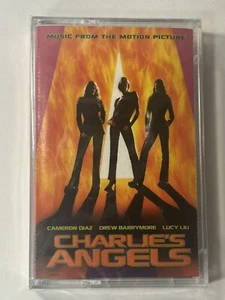 MUSIC FROM THE MOTION PICTURE
CAMERON DIAZ DREW BARRYMORE LUCY LIU
CHARLIE'S
ANGELS